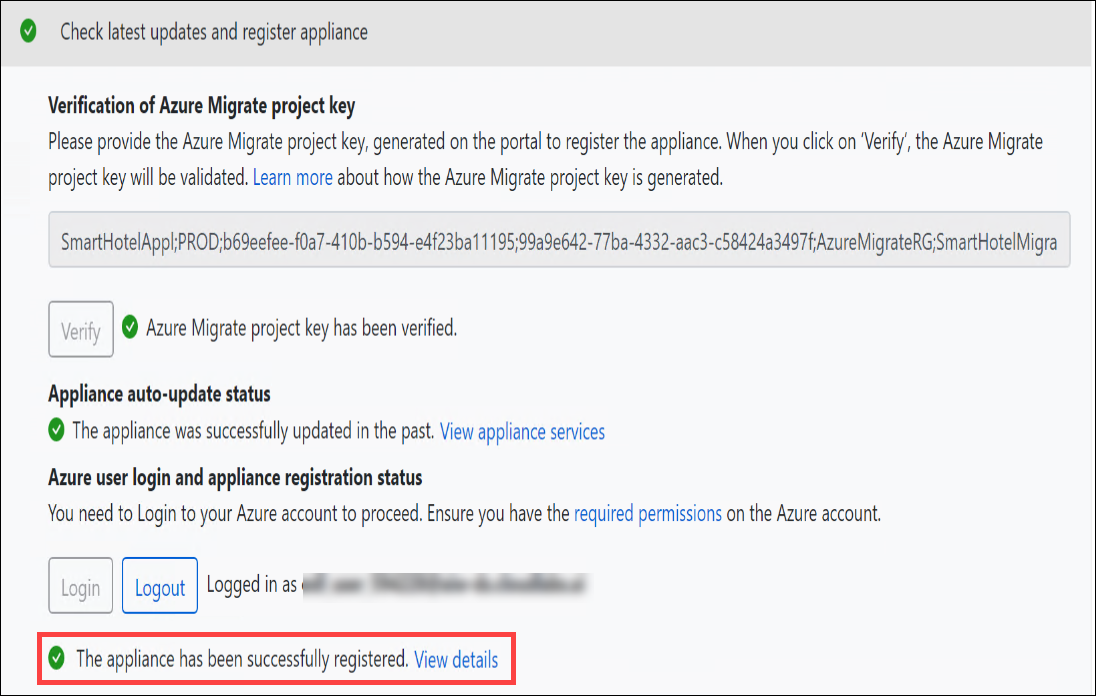 Check latest updates and register appliance
Verification of Azure Migrate project key
Please provide the Azure Migrate project key, generated on the portal to register the appliance. When you click on ‘Verify’, the Azure Migrate
project key will be validated. Learn more about how the Azure Migrate project key is generated.
SmartHotelAppl;PROD;b69eefee-f0a7-410b-b594-e4f23ba11195;99a9e642-77ba-4332-aac3-c58424a3497f;AzureMigrateRG;SmartHotelMigra
Verify Azure Migrate project key has been verified.
Appliance auto-update status
The appliance was successfully updated in the past. View appliance services
Azure user login and appliance registration status
You need to Login to your Azure account to proceed. Ensure you have the required permissions on the Azure account.
Login Logout Logged in as
The appliance has been successfully registered. View details